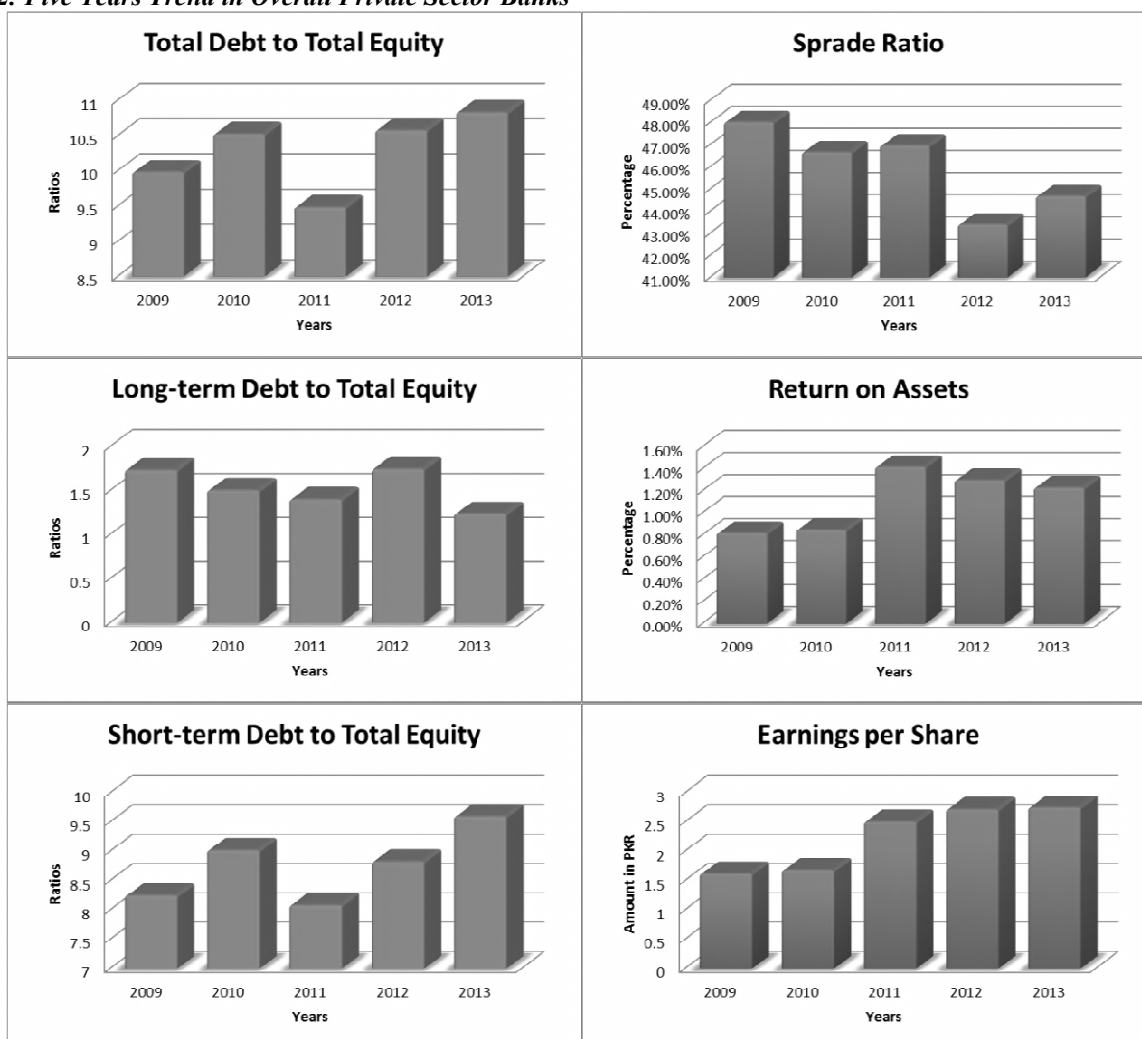 2. Five Years Trend in Overall Private Sector Banks
Total Debt to Total Equity
11
10.5
10
9.5
9
8.5
Ratios
2009 2010 2011 2012 2013
Years
Sprade Ratio
49.00%
48.00%
47.00%
46.00%
45.00%
44.00%
43.00%
42.00%
41.00%
Percentage
2009 2010 2011 2012 2013
Years
Long-term Debt to Total Equity
2
1.5
1
0.5
0
Ratios
2009 2010 2011 2012 2013
Years
Return on Assets
1.60%
1.40%
1.20%
1.00%
0.80%
0.60%
0.40%
0.20%
0.00%
Percentage
2009 2010 2011 2012 2013
Years
Short-term Debt to Total Equity
10
9.5
9
8.5
8
7.5
7
Ratios
2009 2010 2011 2012 2013
Years
Earnings per Share
3
2.5
2
1.5
1
0.5
0
Amount in PKR
2009 2010 2011 2012 2013
Years